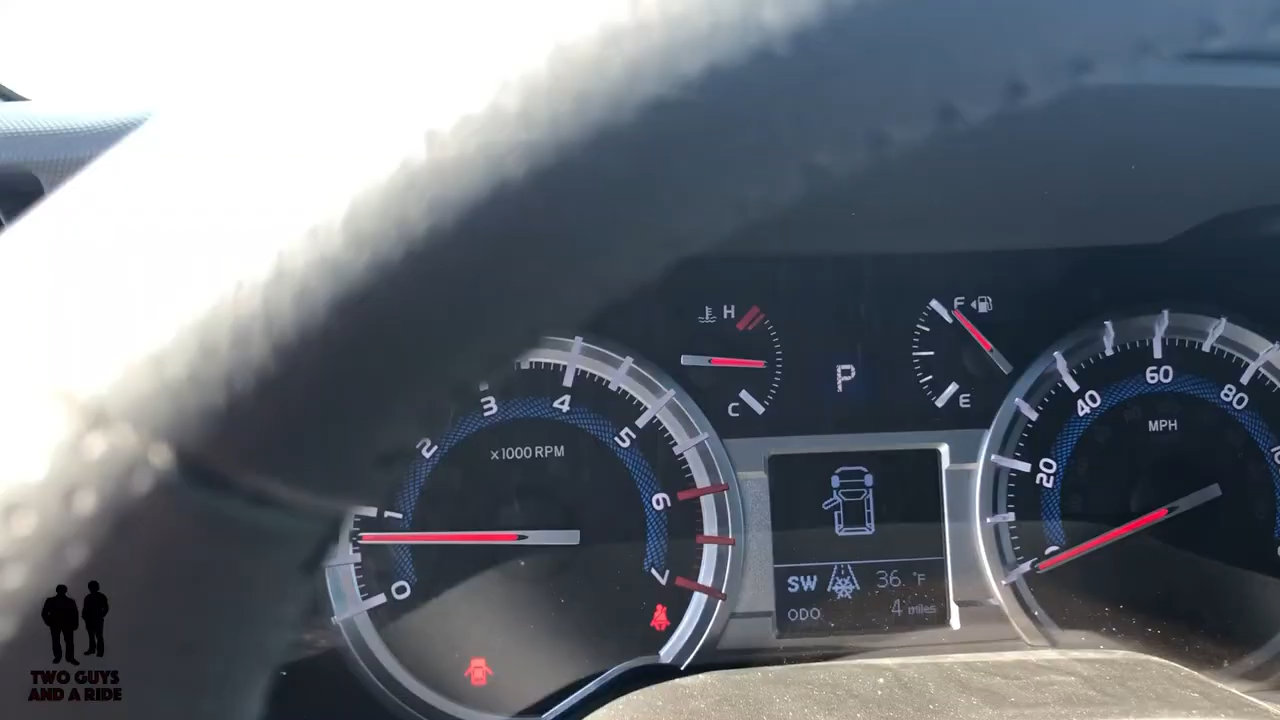 H
C
P
F
E
0
1
2
3
4
5
6
7
x1000 RPM
20
40
60
80
MPH
SW
36 °F
ODO
4 miles
TWO GUYS
AND A RIDE